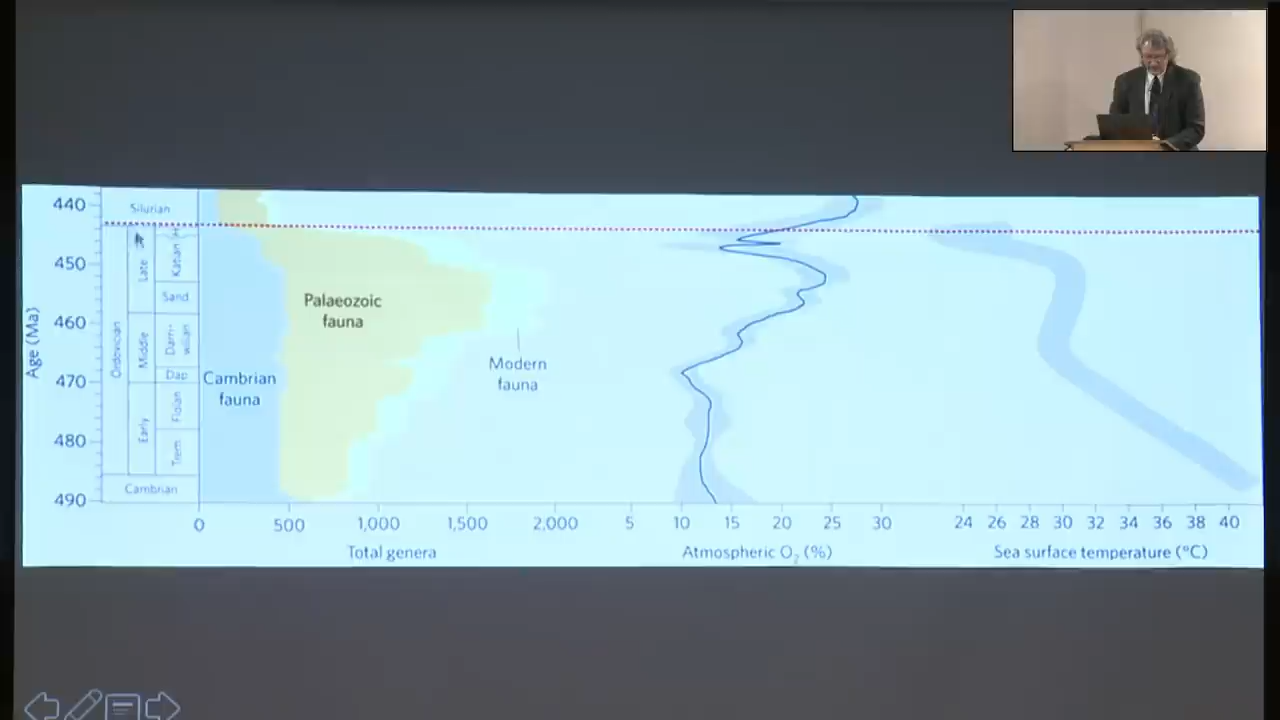 440
450
460
470
480
490
Age (Ma)
Silurian
Ordovician
Late
Middle
Early
H
Katian
Sand
Darri-
wilian
Dap
Floian
Trem
Cambrian
Cambrian
fauna
Palaeozoic
fauna
Modern
fauna
0 500 1,000 1,500 2,000 5 10 15 20 25 30 24 26 28 30 32 34 36 38 40
Total genera Atmospheric O₂ (%) Sea surface temperature (°C)